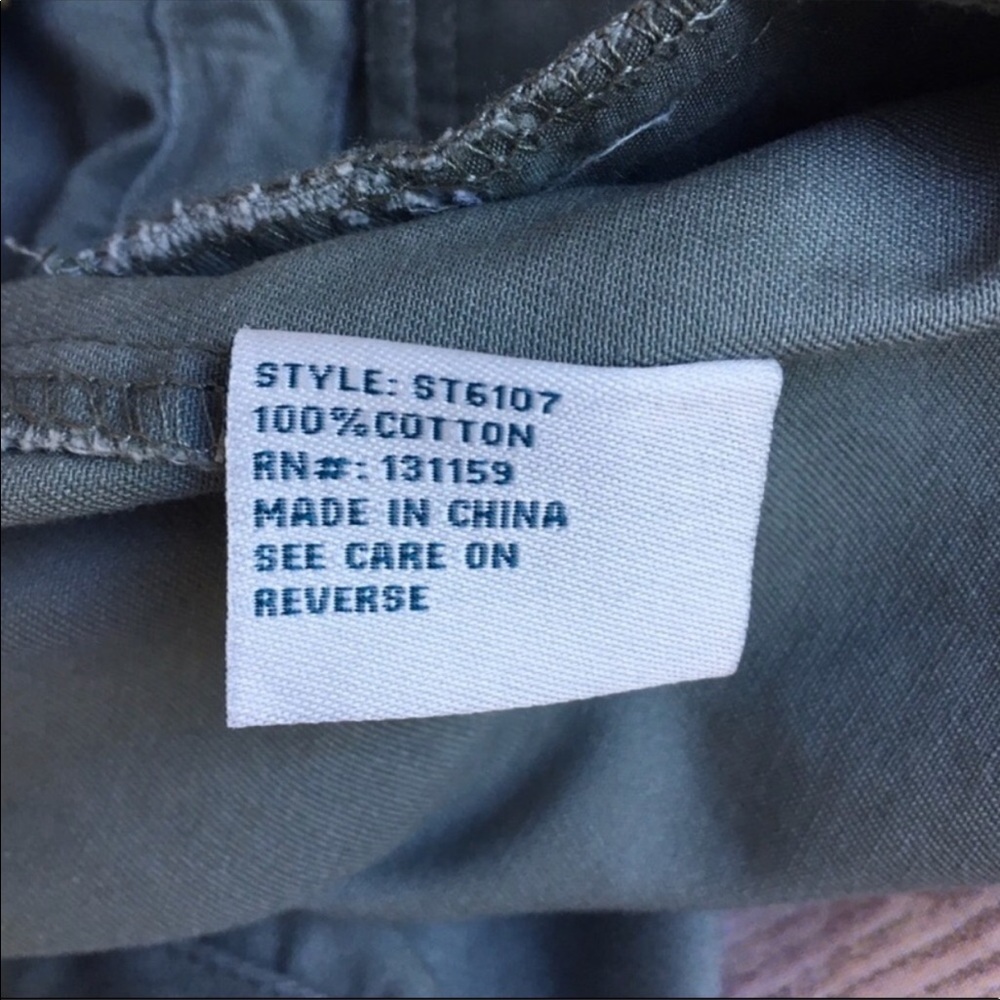 STYLE: ST6107
100%COTTON
RN#: 131159
MADE IN CHINA
SEE CARE ON
REVERSE